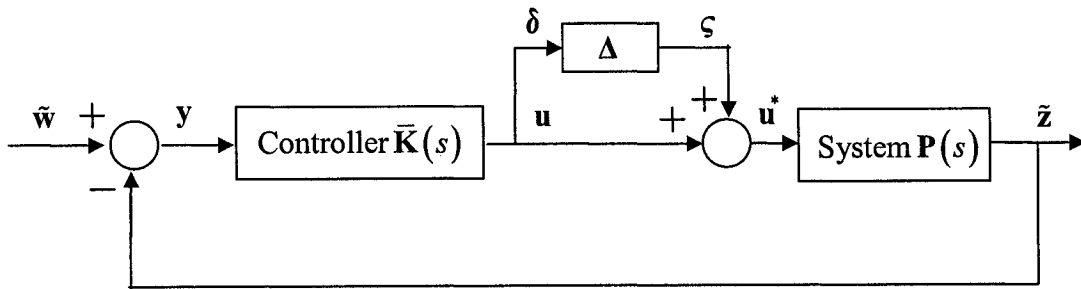 δ Δ ς
w̃ + y Controller K̄(s) u + + u* System P(s) z̃
−